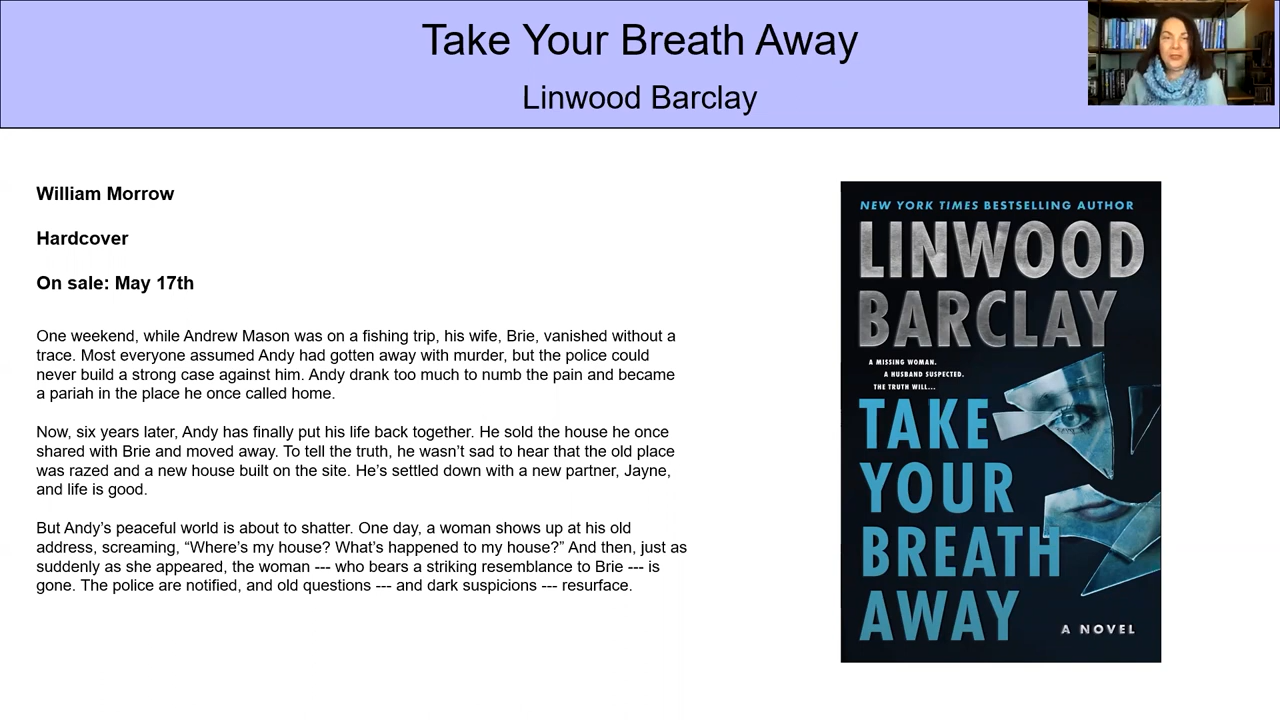 Take Your Breath Away
Linwood Barclay
William Morrow
Hardcover
On sale: May 17th
One weekend, while Andrew Mason was on a fishing trip, his wife, Brie, vanished without a
trace. Most everyone assumed Andy had gotten away with murder, but the police could
never build a strong case against him. Andy drank too much to numb the pain and became
a pariah in the place he once called home.
Now, six years later, Andy has finally put his life back together. He sold the house he once
shared with Brie and moved away. To tell the truth, he wasn’t sad to hear that the old place
was razed and a new house built on the site. He’s settled down with a new partner, Jayne,
and life is good.
But Andy’s peaceful world is about to shatter. One day, a woman shows up at his old
address, screaming, “Where’s my house? What’s happened to my house?” And then, just as
suddenly as she appeared, the woman --- who bears a striking resemblance to Brie --- is
gone. The police are notified, and old questions --- and dark suspicions --- resurface.
NEW YORK TIMES BESTSELLING AUTHOR
LINWOOD
BARCLAY
A MISSING WOMAN.
A HUSBAND SUSPECTED.
THE TRUTH WILL...
TAKE
YOUR
BREATH
AWAY
A NOVEL